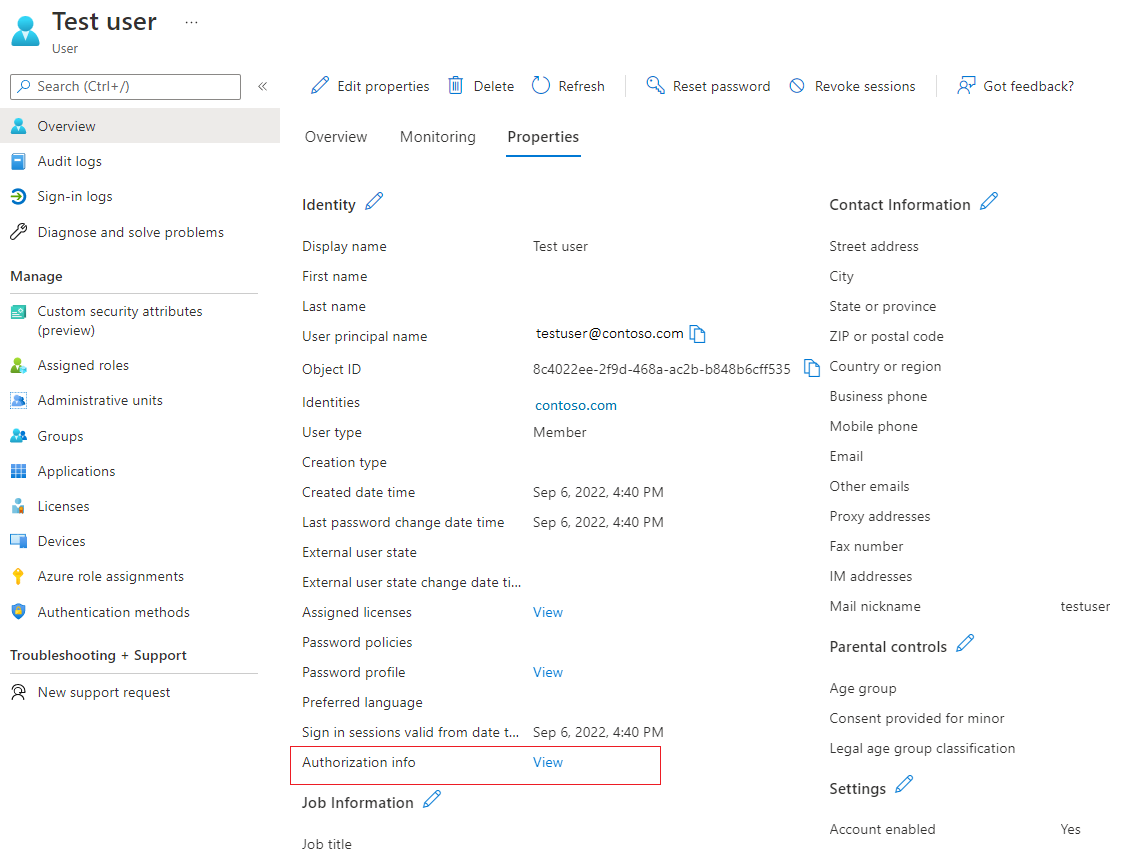 Test user
...
User
Search (Ctrl+/)
«
Overview
Audit logs
Sign-in logs
Diagnose and solve problems
Manage
Custom security attributes
(preview)
Assigned roles
Administrative units
Groups
Applications
Licenses
Devices
Azure role assignments
Authentication methods
Troubleshooting + Support
New support request
Edit properties Delete Refresh Reset password Revoke sessions Got feedback?
Overview Monitoring Properties
Identity
Display name Test user
First name
Last name
User principal name testuser@contoso.com
Object ID 8c4022ee-2f9d-468a-ac2b-b848b6cff535
Identities contoso.com
User type Member
Creation type
Created date time Sep 6, 2022, 4:40 PM
Last password change date time Sep 6, 2022, 4:40 PM
External user state
External user state change date ti...
Assigned licenses View
Password policies
Password profile View
Preferred language
Sign in sessions valid from date t... Sep 6, 2022, 4:40 PM
Authorization info View
Job Information
Job title
Contact Information
Street address
City
State or province
ZIP or postal code
Country or region
Business phone
Mobile phone
Email
Other emails
Proxy addresses
Fax number
IM addresses
Mail nickname testuser
Parental controls
Age group
Consent provided for minor
Legal age group classification
Settings
Account enabled Yes